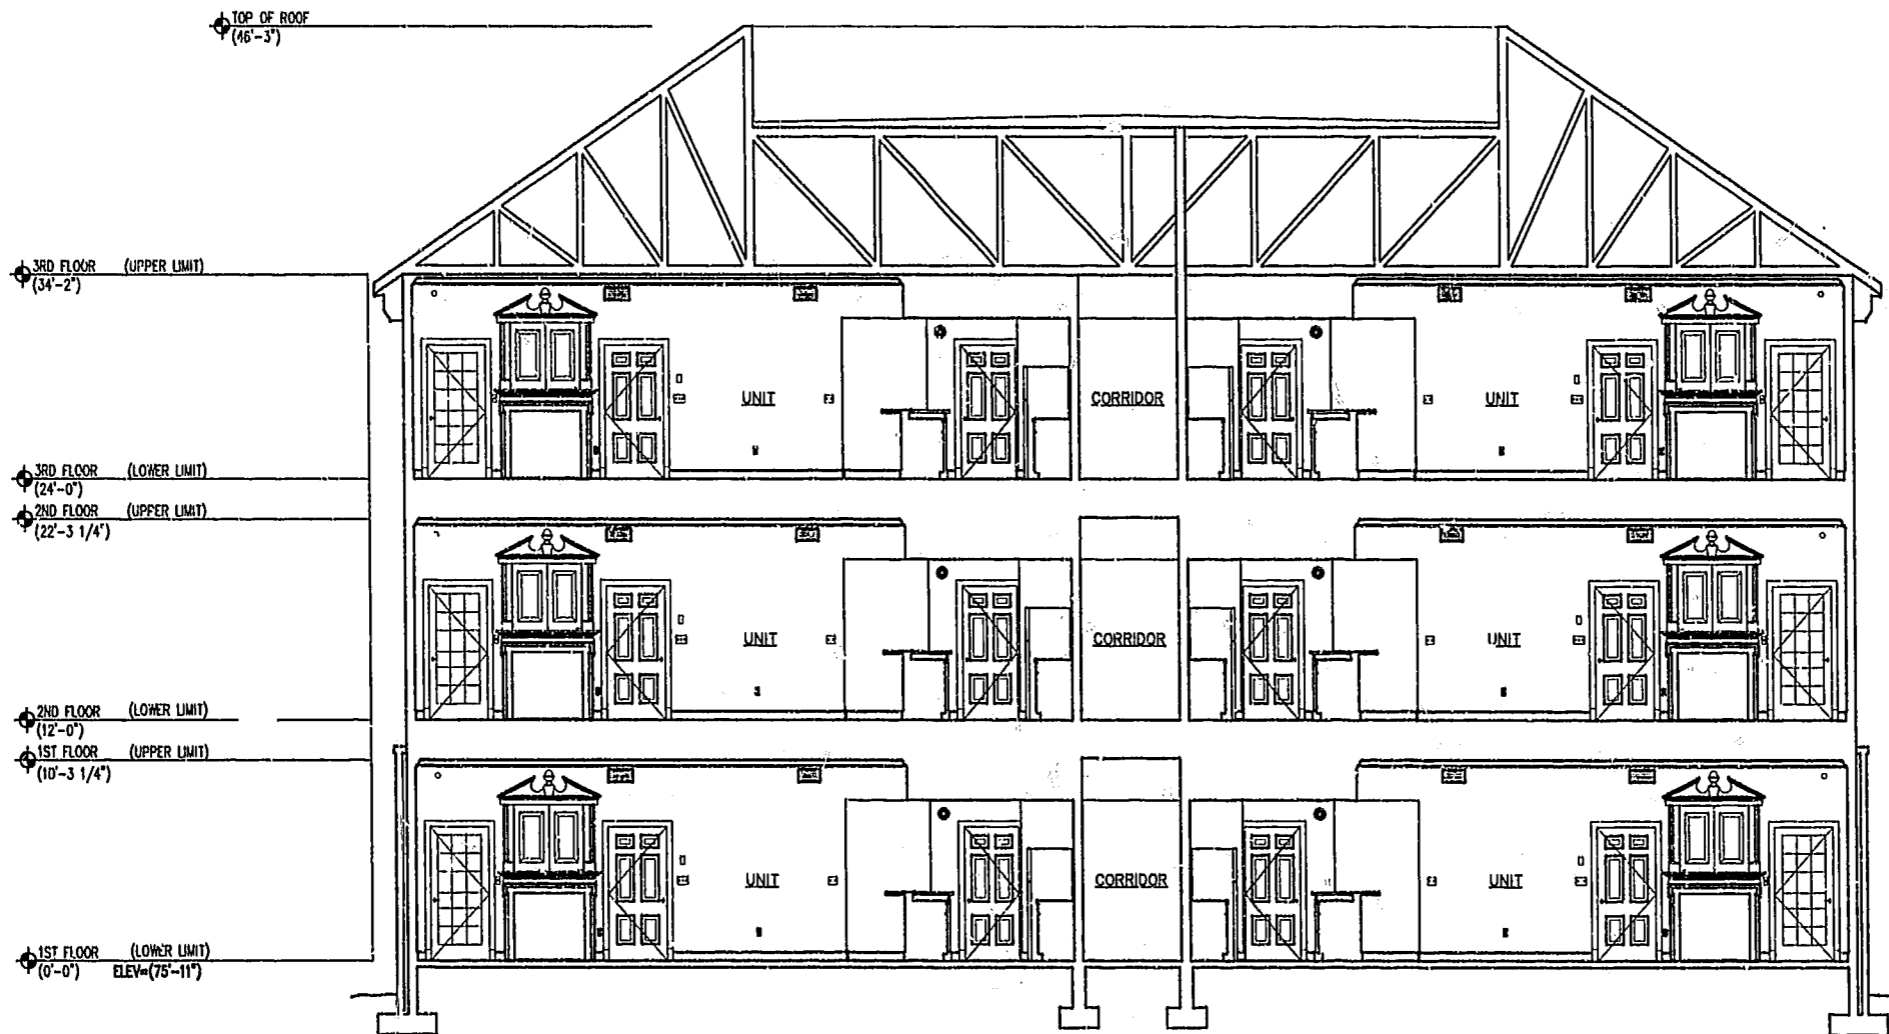 TOP OF ROOF
(46'-3")
3RD FLOOR (UPPER LIMIT)
(34'-2")
UNIT
CORRIDOR
UNIT
3RD FLOOR (LOWER LIMIT)
(24'-0")
2ND FLOOR (UPPER LIMIT)
(22'-3 1/4")
UNIT
CORRIDOR
UNIT
2ND FLOOR (LOWER LIMIT)
(12'-0")
1ST FLOOR (UPPER LIMIT)
(10'-3 1/4")
UNIT
CORRIDOR
UNIT
1ST FLOOR (LOWER LIMIT)
(0'-0") ELEV=(75'-11")